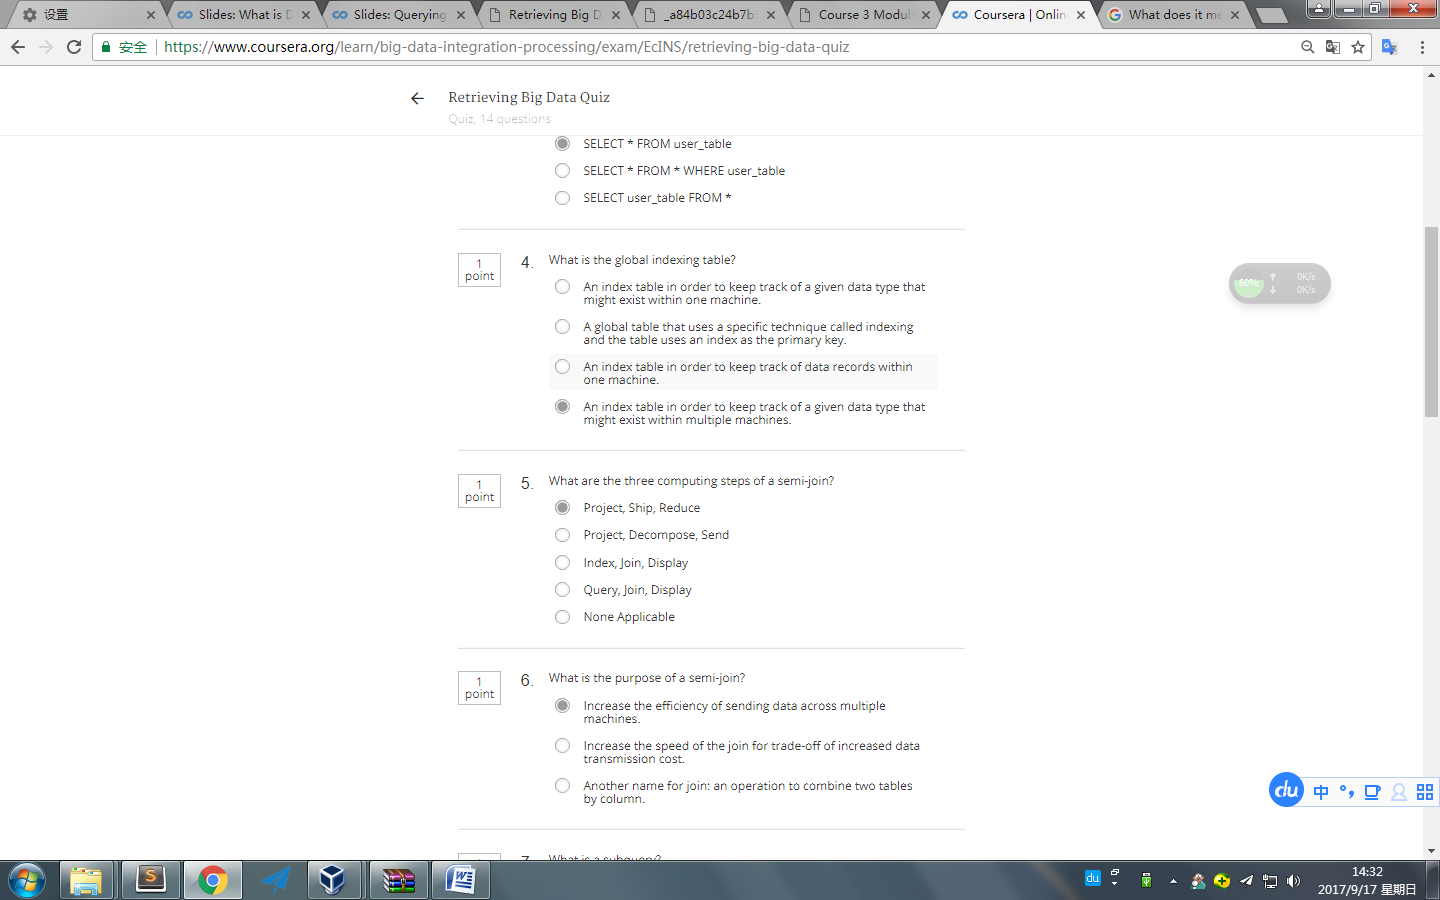 设置
Slides: What is D
Slides: Querying
Retrieving Big D
_a84b03c24b7b
Course 3 Modul
Coursera | Onlin
What does it me
安全
https://www.coursera.org/learn/big-data-integration-processing/exam/EcINS/retrieving-big-data-quiz
Retrieving Big Data Quiz
Quiz, 14 questions
SELECT * FROM user_table
SELECT * FROM * WHERE user_table
SELECT user_table FROM *
1
point
4.
What is the global indexing table?
An index table in order to keep track of a given data type that
might exist within one machine.
A global table that uses a specific technique called indexing
and the table uses an index as the primary key.
An index table in order to keep track of data records within
one machine.
An index table in order to keep track of a given data type that
might exist within multiple machines.
60%
0K/s
0K/s
1
point
5.
What are the three computing steps of a semi-join?
Project, Ship, Reduce
Project, Decompose, Send
Index, Join, Display
Query, Join, Display
None Applicable
1
point
6.
What is the purpose of a semi-join?
Increase the efficiency of sending data across multiple
machines.
Increase the speed of the join for trade-off of increased data
transmission cost.
Another name for join: an operation to combine two tables
by column.
du
中
7.
What is a subquery?
du
14:32
2017/9/17 星期日